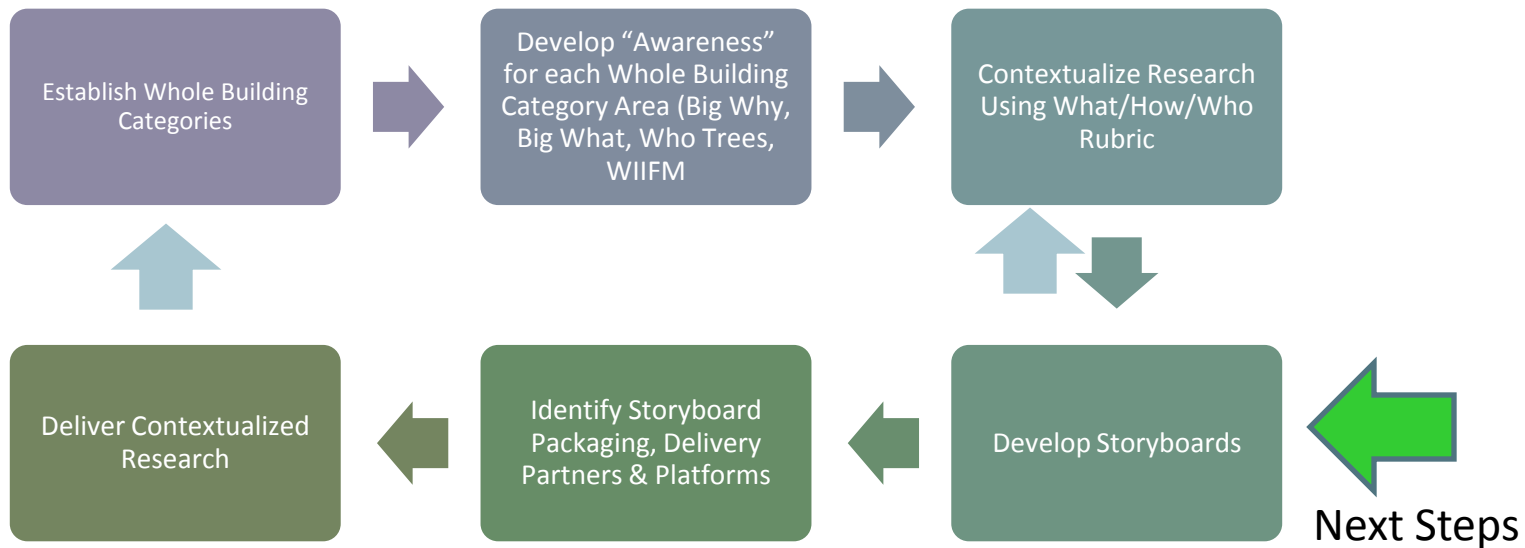 Establish Whole Building
Categories
Develop “Awareness”
for each Whole Building
Category Area (Big Why,
Big What, Who Trees,
WIIFM
Contextualize Research
Using What/How/Who
Rubric
Deliver Contextualized
Research
Identify Storyboard
Packaging, Delivery
Partners & Platforms
Develop Storyboards
Next Steps